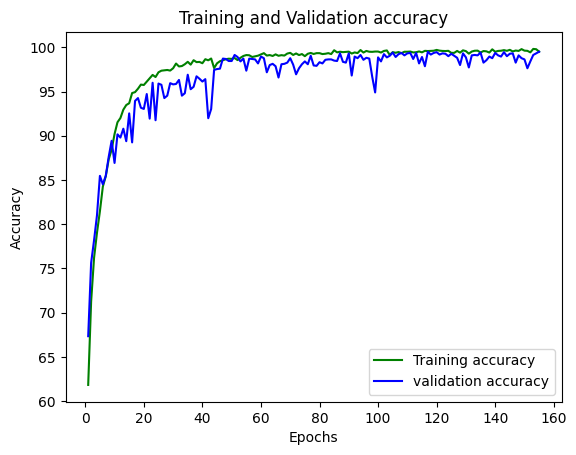 Training and Validation accuracy
100
95
90
85
80
75
70
65
60
Accuracy
Training accuracy
validation accuracy
0 20 40 60 80 100 120 140 160
Epochs